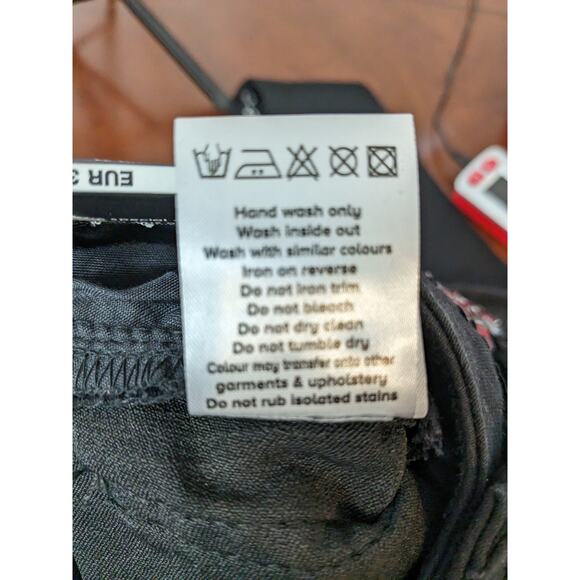 EUR 3
special
Hand wash only
Wash inside out
Wash with similar colours
Iron on reverse
Do not iron trim
Do not bleach
Do not dry clean
Do not tumble dry
Colour may transfer onto other
garments & upholstery
Do not rub isolated stains